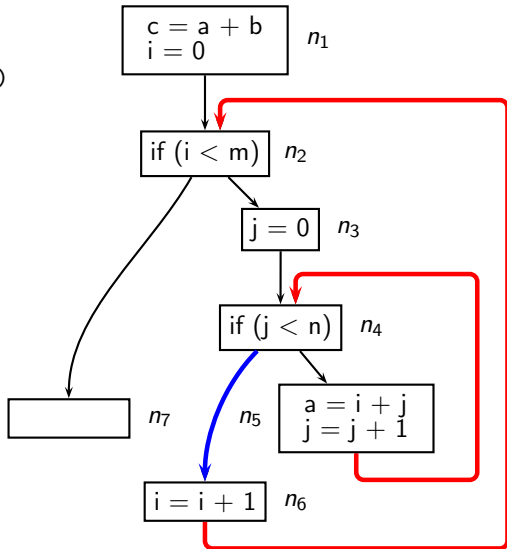 c = a + b
i = 0
n1
)
if (i < m)
n2
j = 0
n3
if (j < n)
n4
n7
n5
a = i + j
j = j + 1
i = i + 1
n6